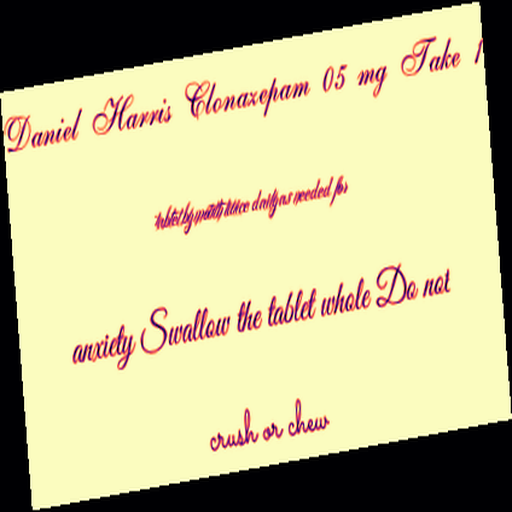 Daniel Harris Clonazepam 05 mg Take 1
tablet by mouth twice daily as needed for
anxiety Swallow the tablet whole Do not
crush or chew